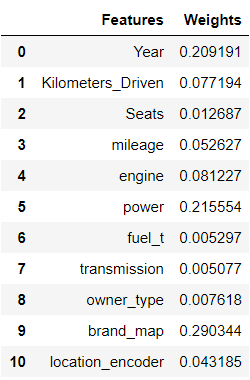 Features Weights
0 Year 0.209191
1 Kilometers_Driven 0.077194
2 Seats 0.012687
3 mileage 0.052627
4 engine 0.081227
5 power 0.215554
6 fuel_t 0.005297
7 transmission 0.005077
8 owner_type 0.007618
9 brand_map 0.290344
10 location_encoder 0.043185